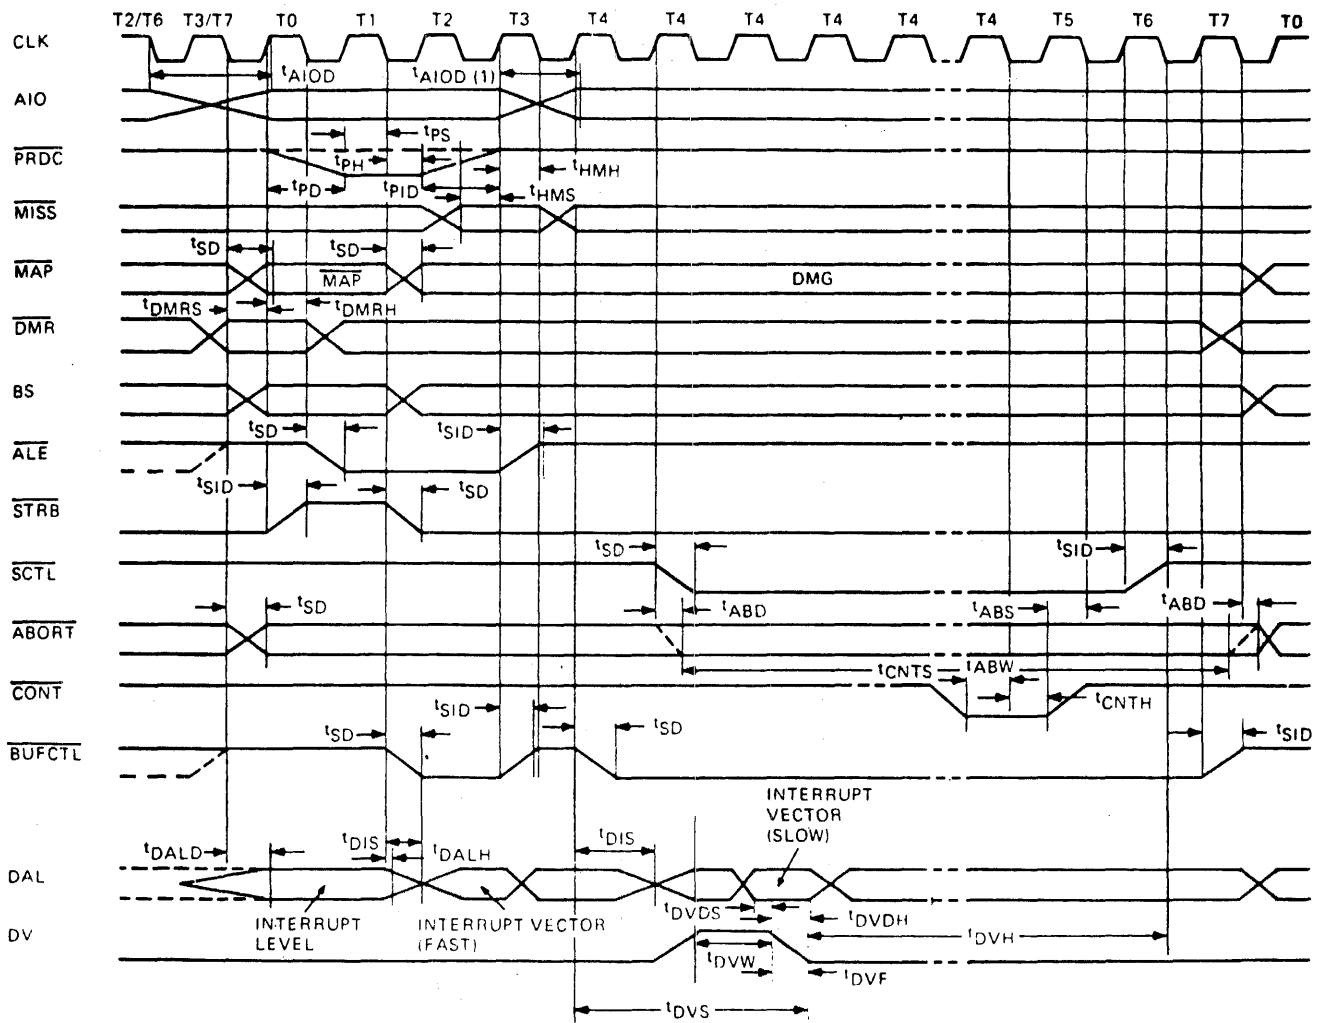 T2/T6 T3/T7 T0 T1 T2 T3 T4 T4 T4 T4 T4 T4 T5 T6 T7 T0
CLK
tAIOD tAIOD (1)
AIO
tPS
PRDC
tPH tHMH
tPD tPID tHMS
MISS
tSD tSD
MAP MAP DMG
tDMRS tDMRH
DMR
BS
tSD tSID
ALE
tSID tSD
STRB
tSD tSID
SCTL
tSD tABD tABS tABD
ABORT
tCNTS tABW
CONT
tSID tCNTH
tSD tSD tSID
BUFCTL
INTERRUPT
VECTOR
(SLOW)
tDALD tDIS tDALH tDIS
DAL
tDVDS tDVDH
INTERRUPT
LEVEL
INTERRUPT VECTOR
(FAST)
DV
tDVH
tDVW
tDVF
tDVS